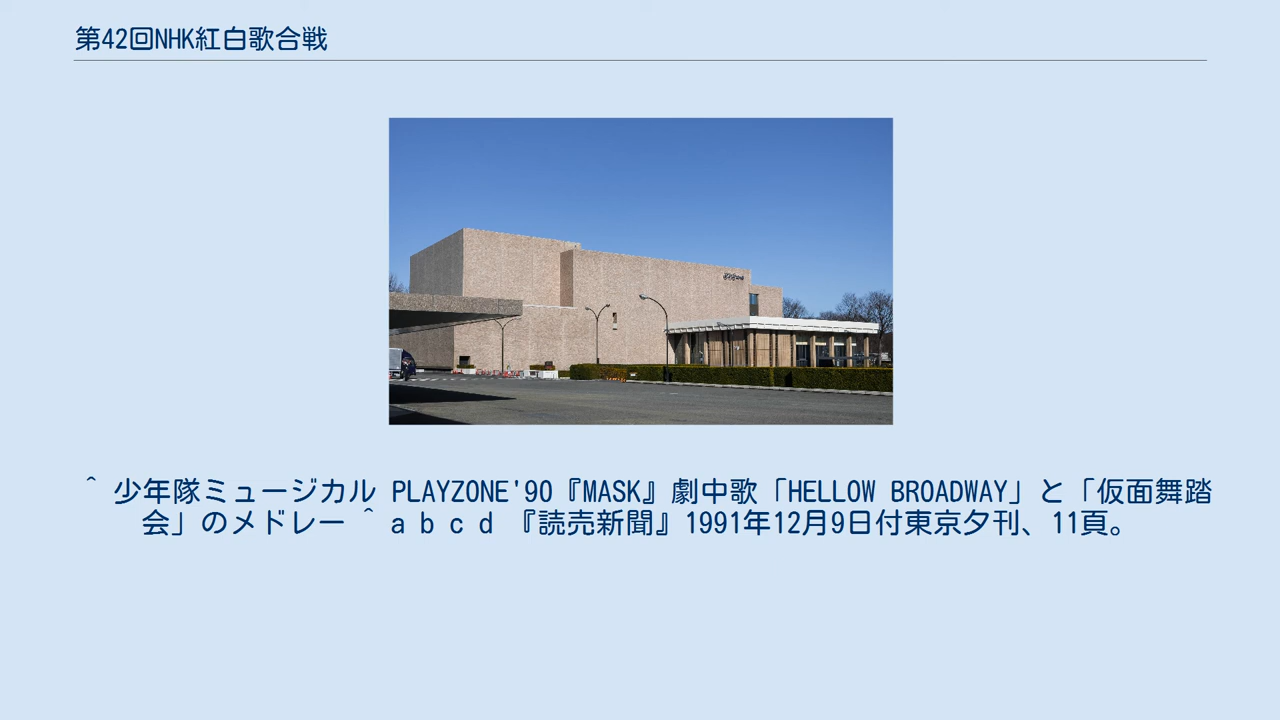 第42回NHK紅白歌合戦
^ 少年隊ミュージカル PLAYZONE'90『MASK』劇中歌「HELLOW BROADWAY」と「仮面舞踏
会」のメドレー ^ a b c d 『読売新聞』1991年12月9日付東京夕刊、11頁。